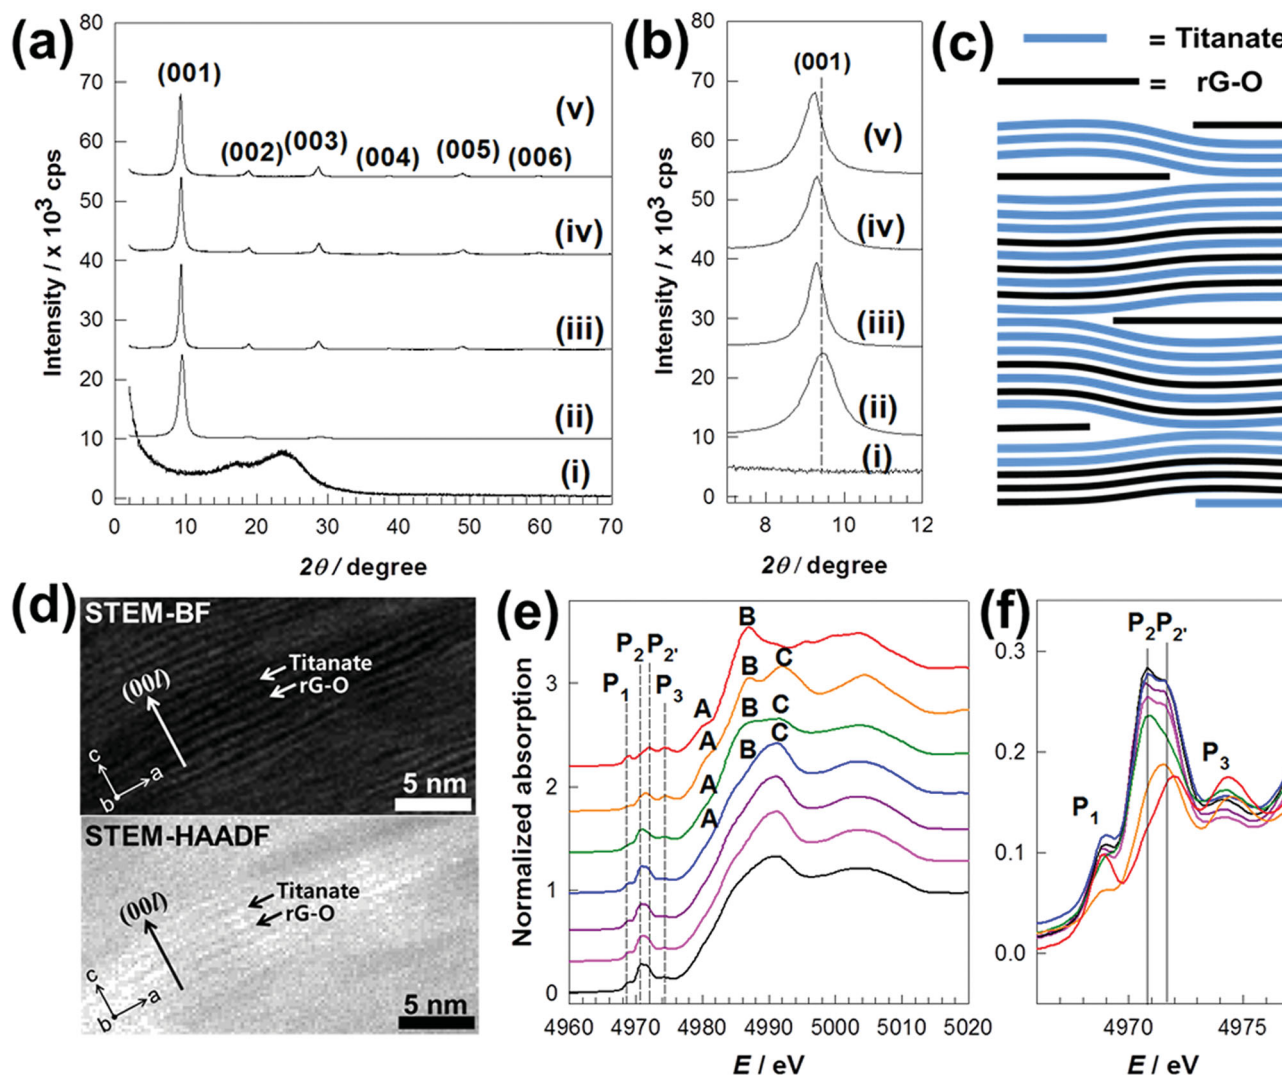 (a)
80
70
60
50
40
30
20
10
0
Intensity / x 10³ cps
(001)
(002)
(003)
(004)
(005)
(006)
(v)
(iv)
(iii)
(ii)
(i)
0 10 20 30 40 50 60 70
2θ / degree
(b)
80
70
60
50
40
30
20
10
0
Intensity / x 10³ cps
(001)
(v)
(iv)
(iii)
(ii)
(i)
8 10 12
2θ / degree
(c)
= Titanate
= rG-O
(d)
STEM-BF
Titanate
rG-O
(00l)
c
a
b
5 nm
STEM-HAADF
Titanate
rG-O
(00l)
c
a
b
5 nm
(e)
3
2
1
0
Normalized absorption
P₁
P₂
P₂'
P₃
B
A
B
C
A
B
C
A
B
C
A
4960 4970 4980 4990 5000 5010 5020
E / eV
(f)
0.3
0.2
0.1
0.0
P₁
P₂
P₂'
P₃
4970 4975
E / eV